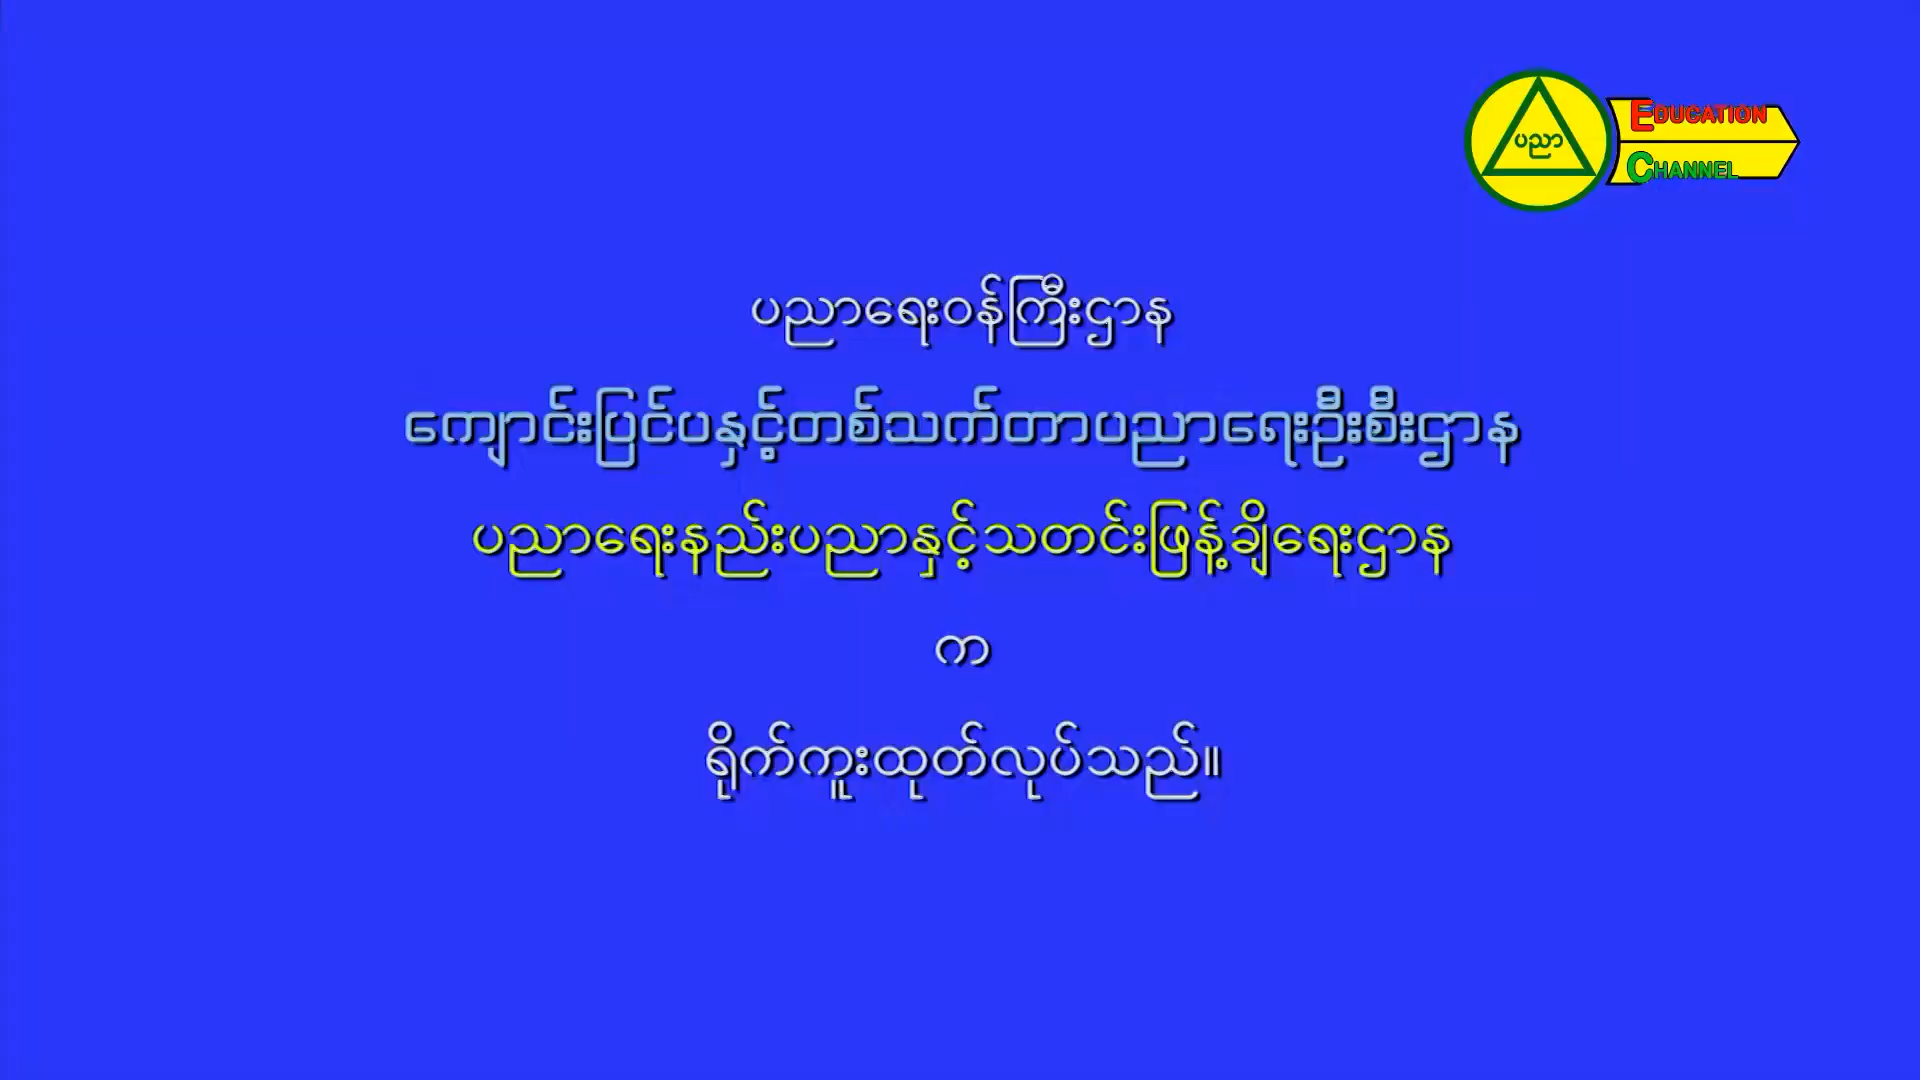 ပညာ
EDUCATION
CHANNEL
ပညာရေးဝန်ကြီးဌာန
ကျောင်းပြင်ပနှင့်တစ်သက်တာပညာရေးဦးစီးဌာန
ပညာရေးနည်းပညာနှင့်သတင်းဖြန့်ချိရေးဌာန
က
ရိုက်ကူးထုတ်လုပ်သည်။